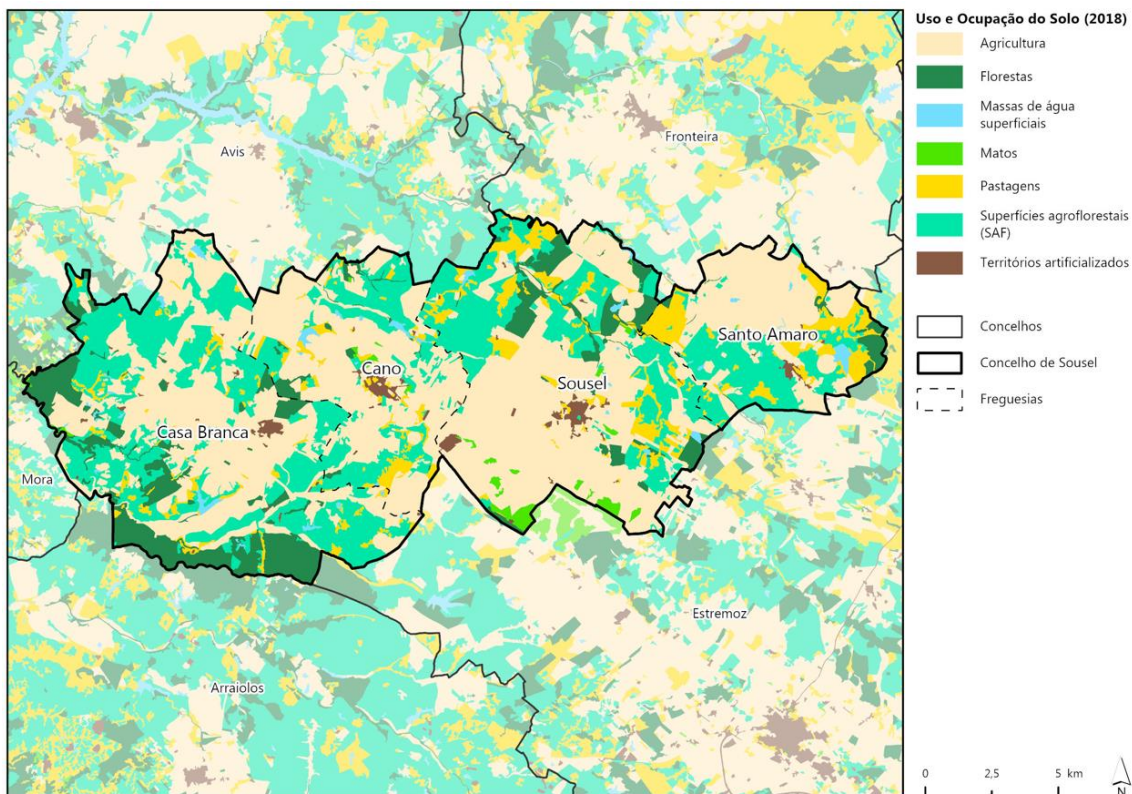 Uso e Ocupação do Solo (2018)
Agricultura
Florestas
Massas de água
superficiais
Matos
Pastagens
Superfícies agroflorestais
(SAF)
Territórios artificializados
Concelhos
Concelho de Sousel
Freguesias
Avis
Fronteira
Santo Amaro
Cano
Sousel
Casa Branca
Mora
Estremoz
Arraiolos
0 2,5 5 km
N